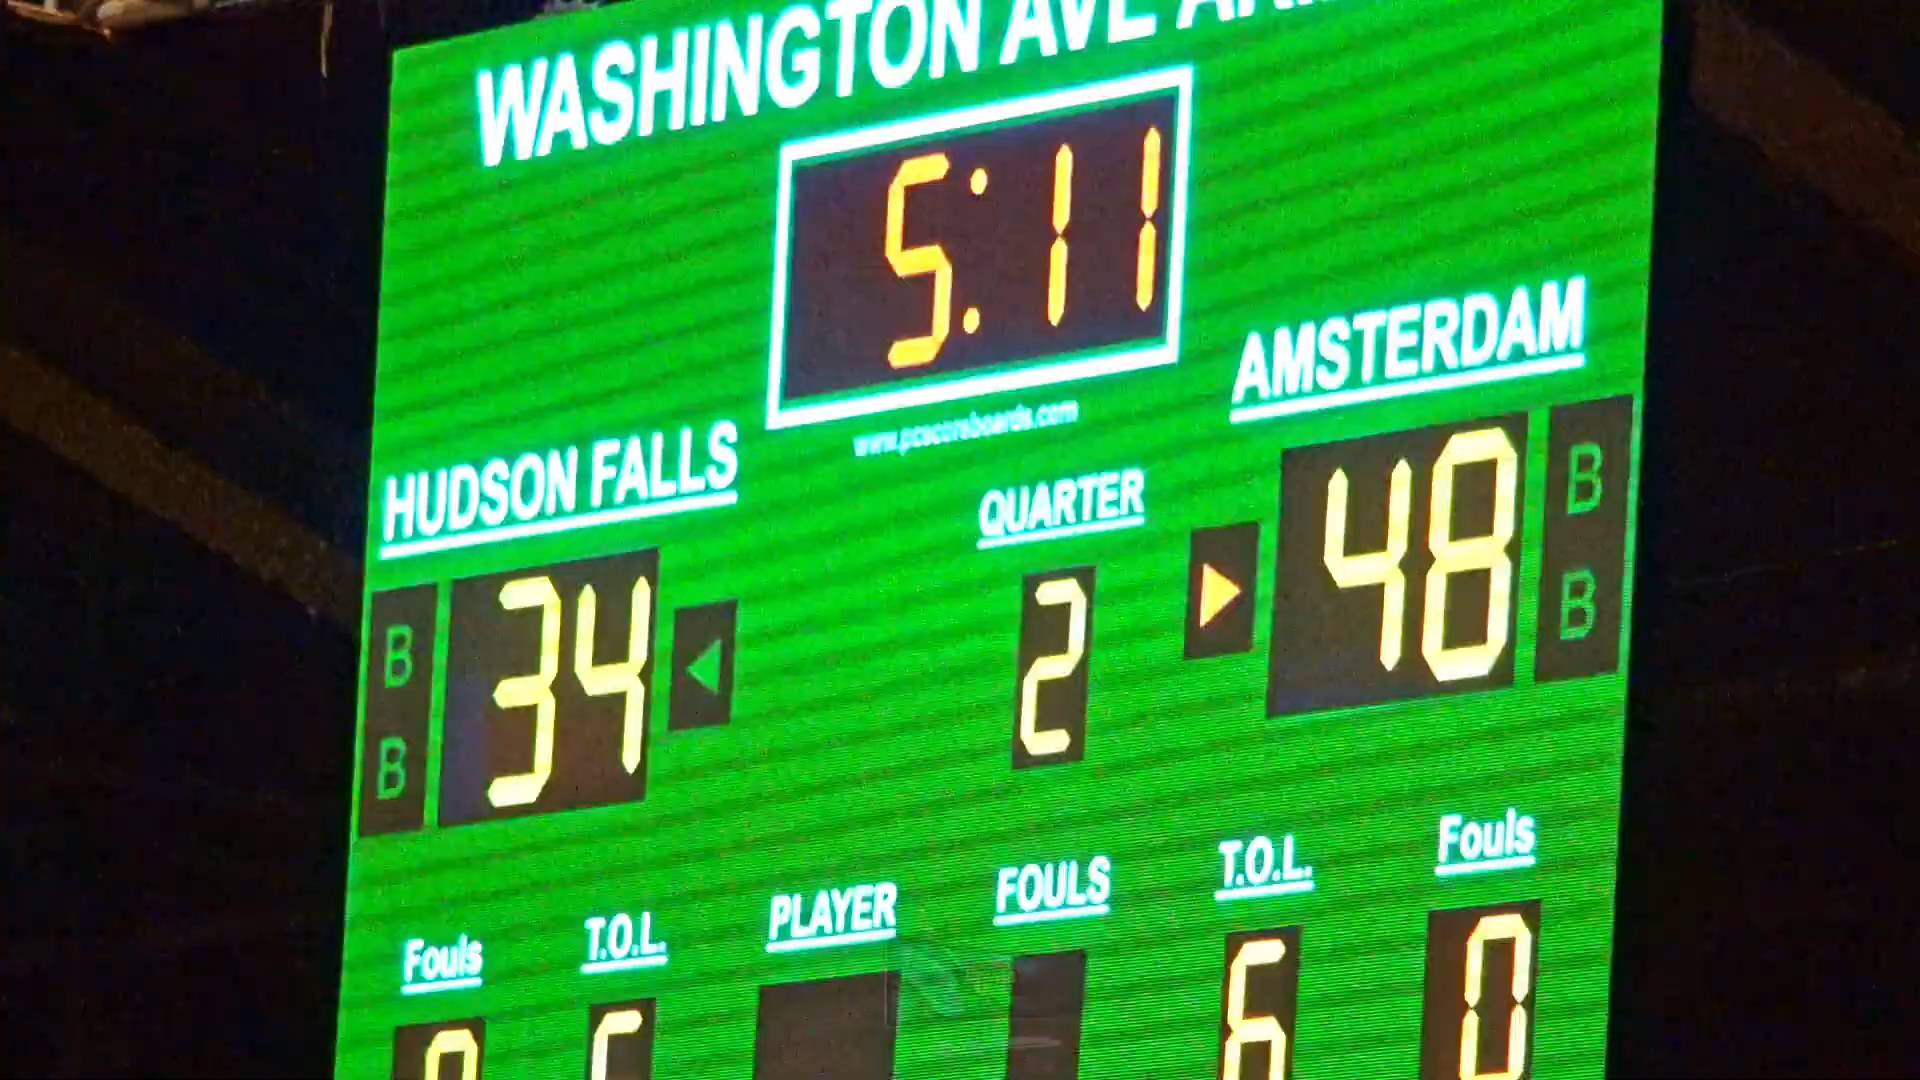 WASHINGTON AVE
5:11
www.pcscoreboards.com
HUDSON FALLS
QUARTER
AMSTERDAM
B
B
34
2
48
B
B
Fouls
T.O.L.
PLAYER
FOULS
T.O.L.
Fouls
6
0